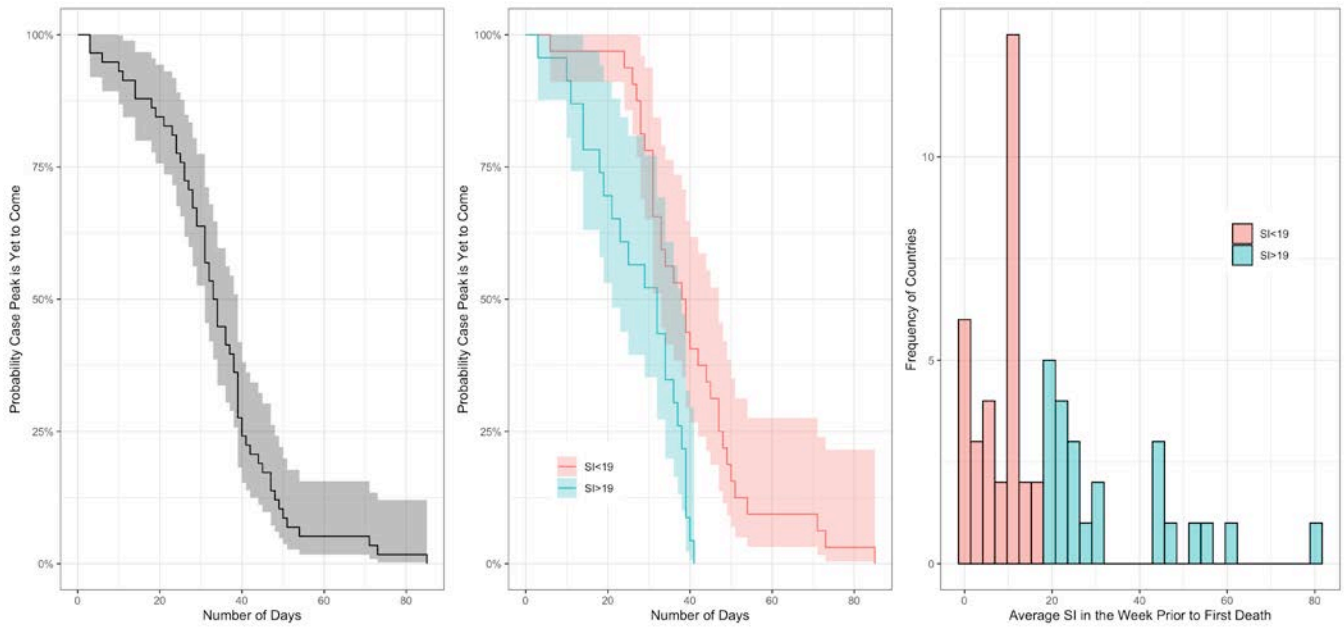 Probability Case Peak is Yet to Come
100%
75%
50%
25%
0%
0
20
40
60
80
Number of Days
Probability Case Peak is Yet to Come
100%
75%
50%
25%
0%
SI<19
SI>19
0
20
40
60
80
Number of Days
Frequency of Countries
10
5
0
SI<19
SI>19
0
20
40
60
80
Average SI in the Week Prior to First Death